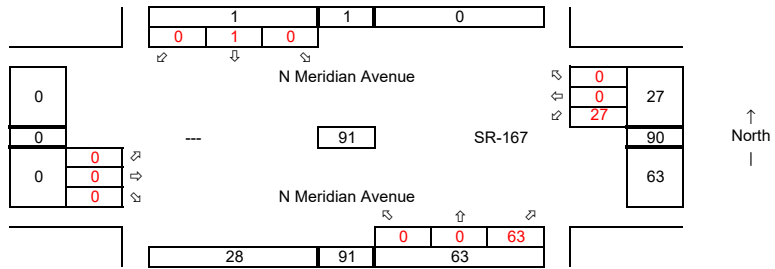 1 1 0
0 1 0
⬃ ⇩ ⬂
N Meridian Avenue
⬁ 0
0 ⇦ 0 27
⬃ 27
0 --- 91 SR-167 90
0 ⬀
0 0 ⇨ 63
0 ⬂
N Meridian Avenue
⬁ ⇧ ⬀
0 0 63
28 91 63
↑
North
|